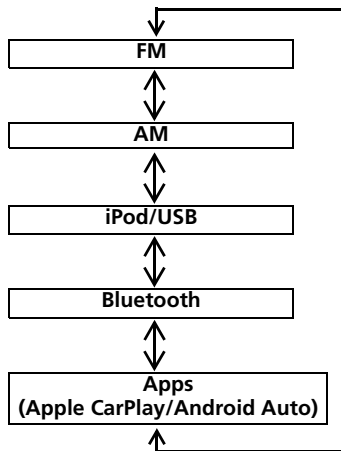 FM
AM
iPod/USB
Bluetooth
Apps
(Apple CarPlay/Android Auto)